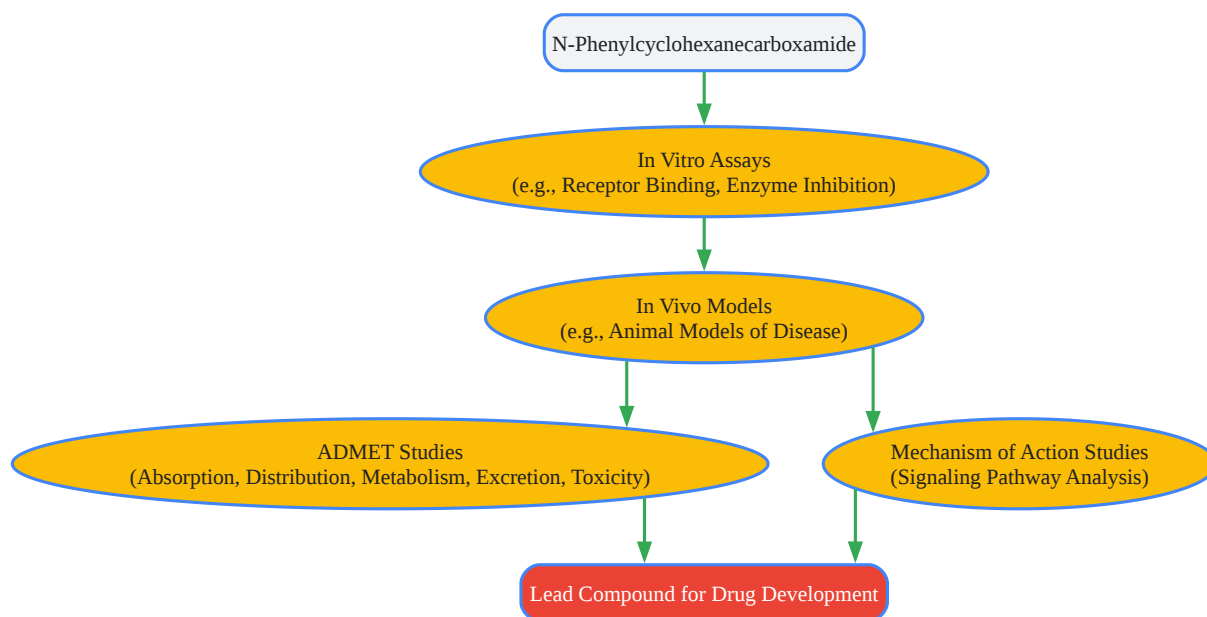 N-Phenylcyclohexanecarboxamide
In Vitro Assays
(e.g., Receptor Binding, Enzyme Inhibition)
In Vivo Models
(e.g., Animal Models of Disease)
ADMET Studies
(Absorption, Distribution, Metabolism, Excretion, Toxicity)
Mechanism of Action Studies
(Signaling Pathway Analysis)
Lead Compound for Drug Development